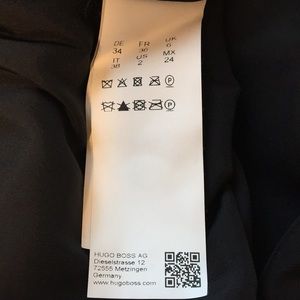 DE FR UK
34 36 6
IT US MX
38 2 24
P
P
HUGO BOSS AG
Dieselstrasse 12
72555 Metzingen
Germany
www.hugoboss.com